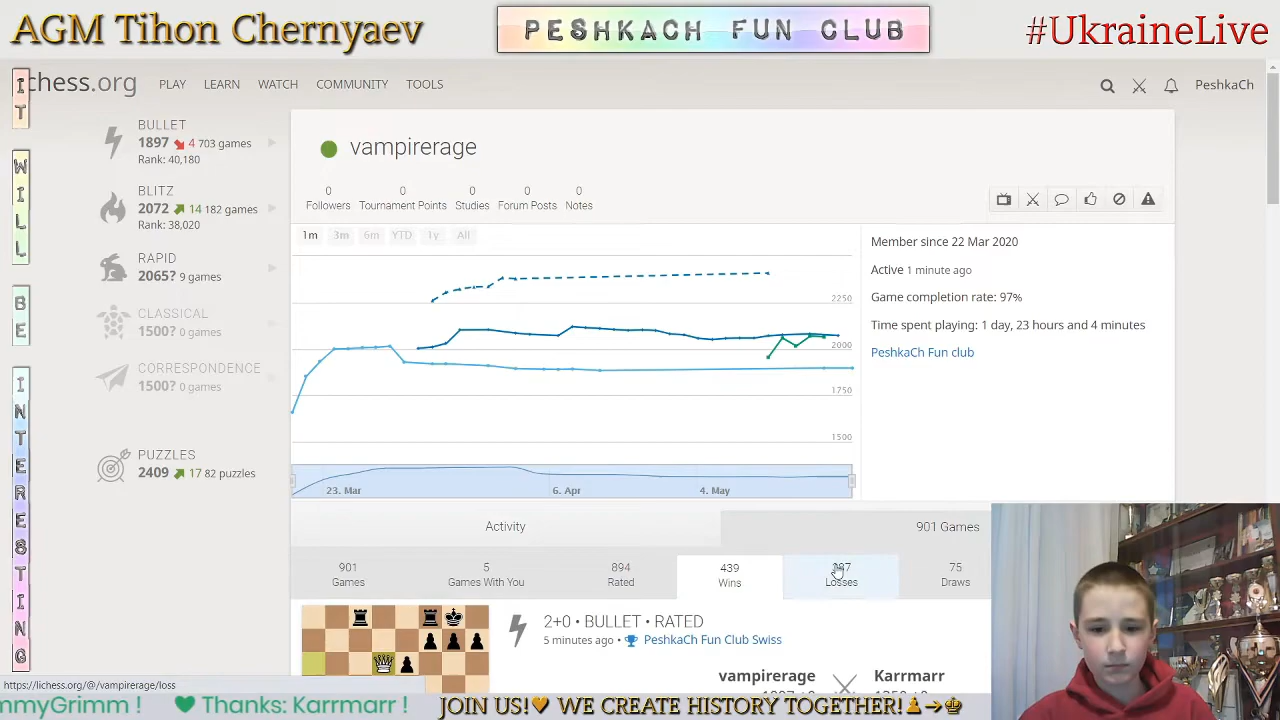 AGM Tihon Chernyaev
PESHKACH FUN CLUB
#UkraineLive
IT WILL BE INTERESTING
chess.org
PLAY LEARN WATCH COMMUNITY TOOLS
PeshkaCh
BULLET
1897 4 703 games
Rank: 40,180
BLITZ
2072 14 182 games
Rank: 38,020
RAPID
2065? 9 games
CLASSICAL
1500? 0 games
CORRESPONDENCE
1500? 0 games
PUZZLES
2409 17 82 puzzles
vampirerage
0 0 0 0 0
Followers Tournament Points Studies Forum Posts Notes
1m 3m 6m YTD 1y All
2250
2000
1750
1500
23. Mar 6. Apr 4. May
Member since 22 Mar 2020
Active 1 minute ago
Game completion rate: 97%
Time spent playing: 1 day, 23 hours and 4 minutes
PeshkaCh Fun club
Activity 901 Games
901 5 894 439 75
Games Games With You Rated Wins Losses Draws
2+0 • BULLET • RATED
5 minutes ago • PeshkaCh Fun Club Swiss
vampirerage Karrmarr
https://lichess.org/@/vampirerage/loss
mmyGrimm ! Thanks: Karrmarr !
JOIN US! WE CREATE HISTORY TOGETHER!